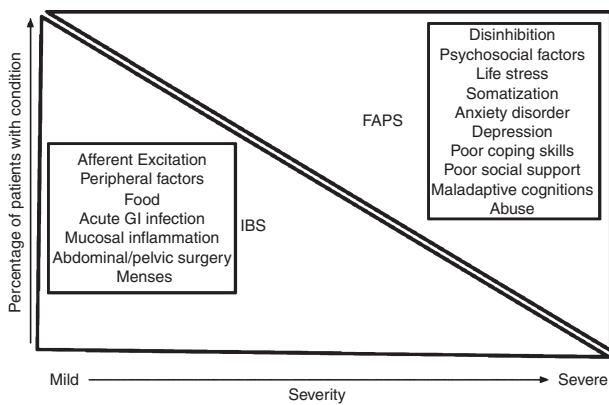 Percentage of patients with condition
Disinhibition
Psychosocial factors
Life stress
Somatization
Anxiety disorder
Depression
Poor coping skills
Poor social support
Maladaptive cognitions
Abuse
FAPS
Afferent Excitation
Peripheral factors
Food
Acute GI infection
Mucosal inflammation
Abdominal/pelvic surgery
Menses
IBS
Mild
Severe
Severity